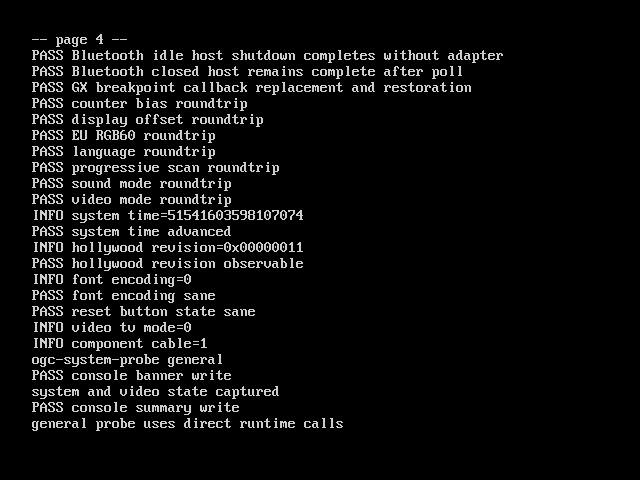 -- page 4 --
PASS Bluetooth idle host shutdown completes without adapter
PASS Bluetooth closed host remains complete after poll
PASS GX breakpoint callback replacement and restoration
PASS counter bias roundtrip
PASS display offset roundtrip
PASS EU RGB60 roundtrip
PASS language roundtrip
PASS progressive scan roundtrip
PASS sound mode roundtrip
PASS video mode roundtrip
INFO system time=51541603598107074
PASS system time advanced
INFO hollywood revision=0x00000011
PASS hollywood revision observable
INFO font encoding=0
PASS font encoding sane
PASS reset button state sane
INFO video tv mode=0
INFO component cable=1
ogc-system-probe general
PASS console banner write
system and video state captured
PASS console summary write
general probe uses direct runtime calls